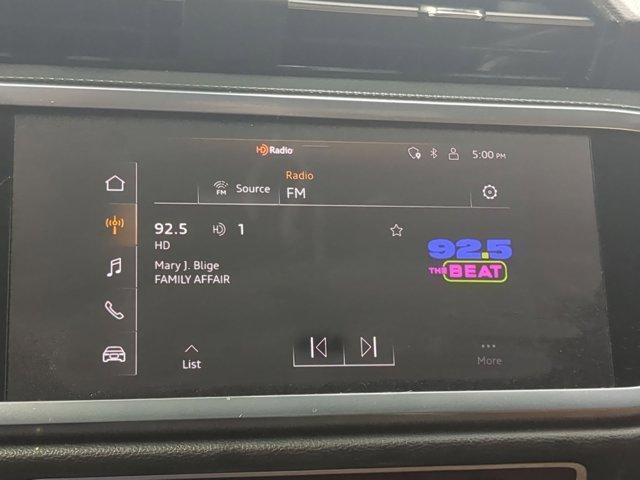 HD Radio
5:00 PM
Radio
FM Source FM
92.5 HD 1
HD
Mary J. Blige
FAMILY AFFAIR
92.5
THE BEAT
List
More